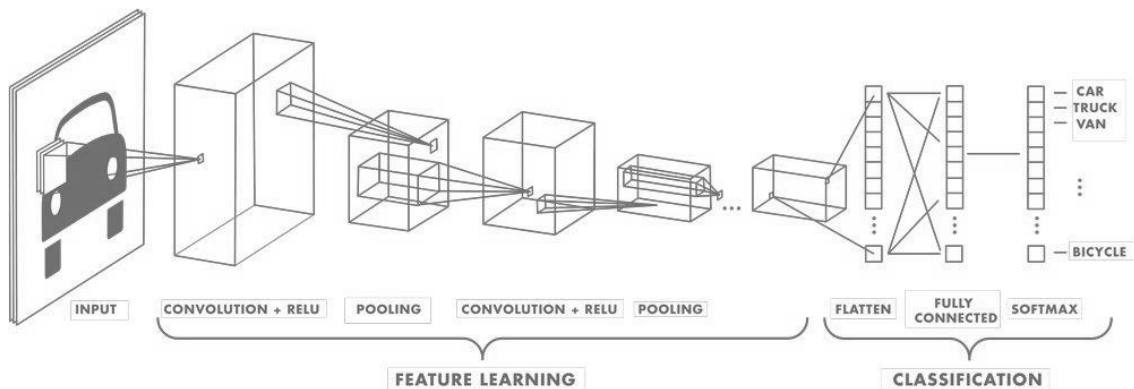 CAR
TRUCK
VAN
BICYCLE
INPUT
CONVOLUTION + RELU
POOLING
CONVOLUTION + RELU
POOLING
FLATTEN
FULLY
CONNECTED
SOFTMAX
FEATURE LEARNING
CLASSIFICATION